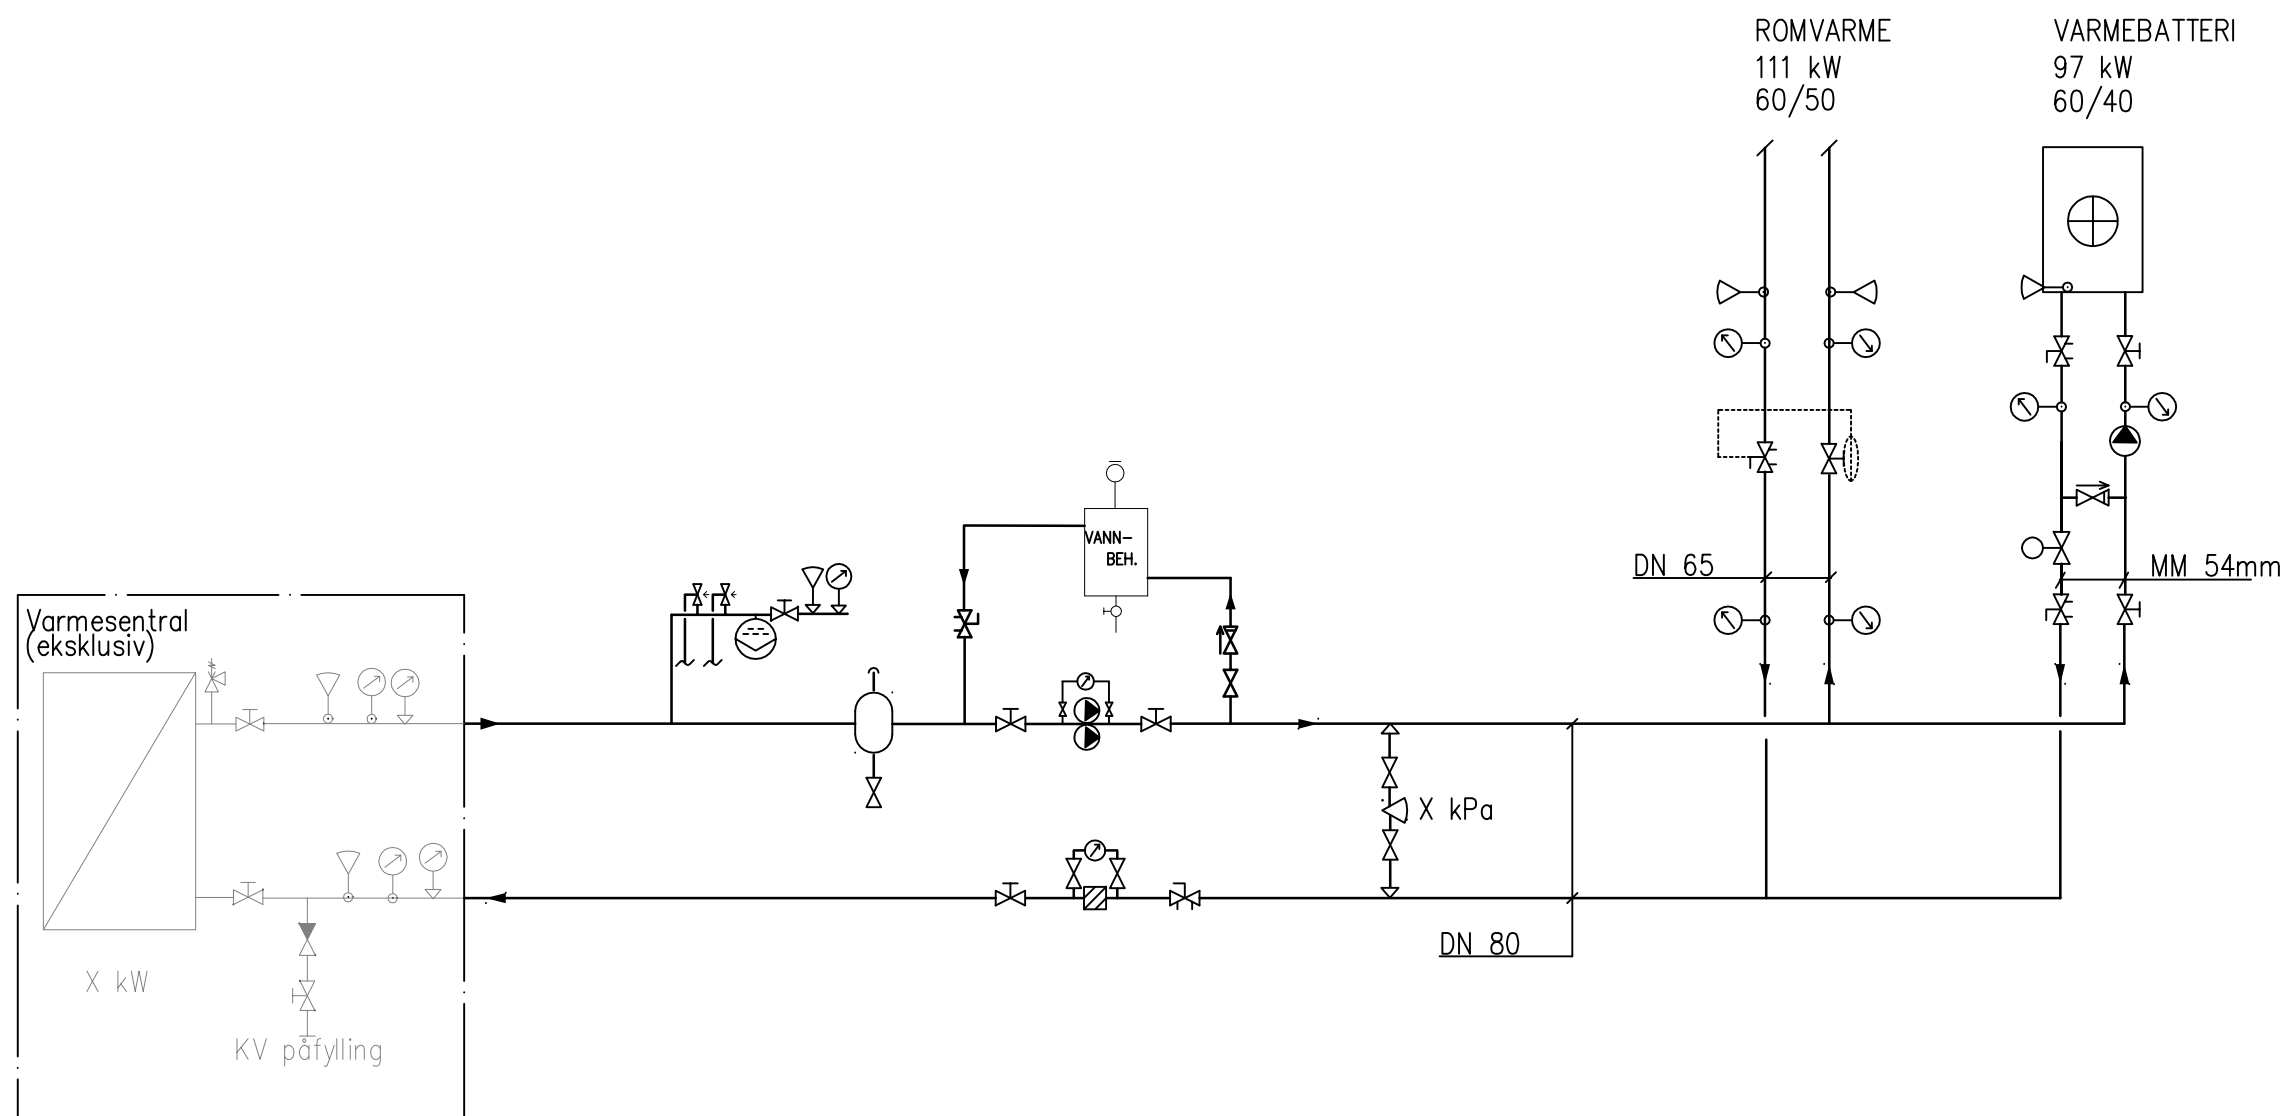 ROMVARME
111 kW
60/50
VARMEBATTERI
97 kW
60/40
VANN-
BEH.
DN 65
MM 54mm
Varmesentral
(eksklusiv)
X kPa
DN 80
X kW
KV påfylling